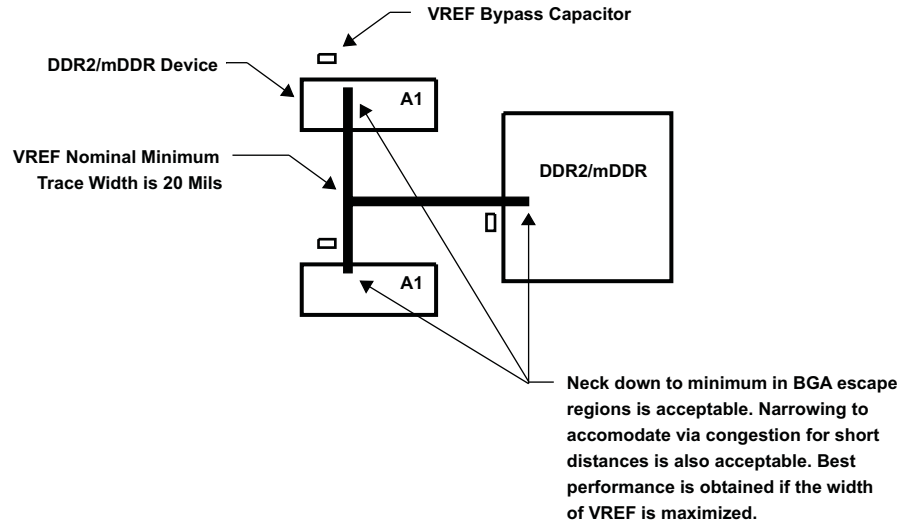 VREF Bypass Capacitor
DDR2/mDDR Device
A1
VREF Nominal Minimum
Trace Width is 20 Mils
DDR2/mDDR
A1
Neck down to minimum in BGA escape
regions is acceptable. Narrowing to
accomodate via congestion for short
distances is also acceptable. Best
performance is obtained if the width
of VREF is maximized.